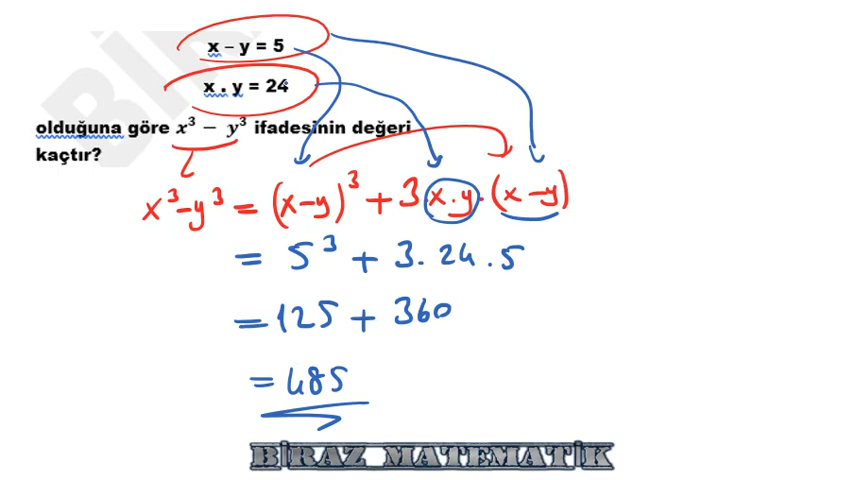 x – y = 5
x . y = 24
olduğuna göre x³ − y³ ifadesinin değeri
kaçtır?
x³-y³ = (x-y)³ + 3x.y.(x-y)
= 5³ + 3.24.5
= 125 + 360
= 485
BİRAZ MATEMATİK